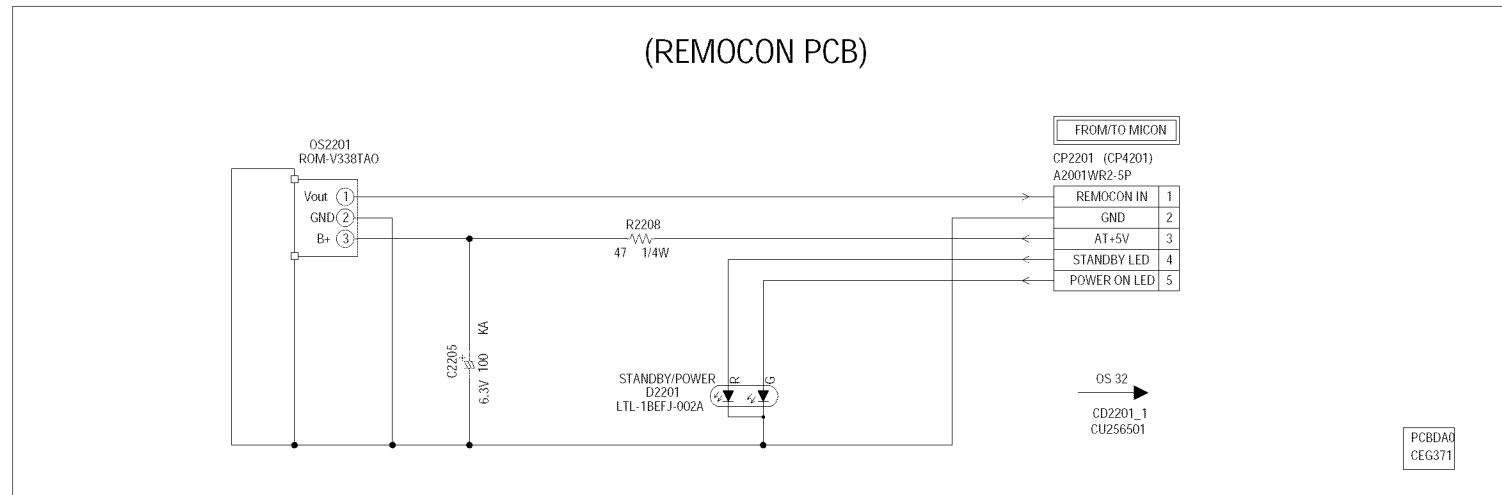 (REMOCON PCB)
FROM/TO MICON
OS2201
ROM-V338TAO
CP2201 (CP4201)
A2001WR2-5P
Vout 1
GND 2
B+ 3
REMOCON IN 1
GND 2
AT+5V 3
STANDBY LED 4
POWER ON LED 5
R2208
47 1/4W
C2205
6.3V 100 KA
STANDBY/POWER
D2201
LTL-1BEFJ-002A
R
G
OS 32
CD2201_1
CU256501
PCBDA0
CEG371